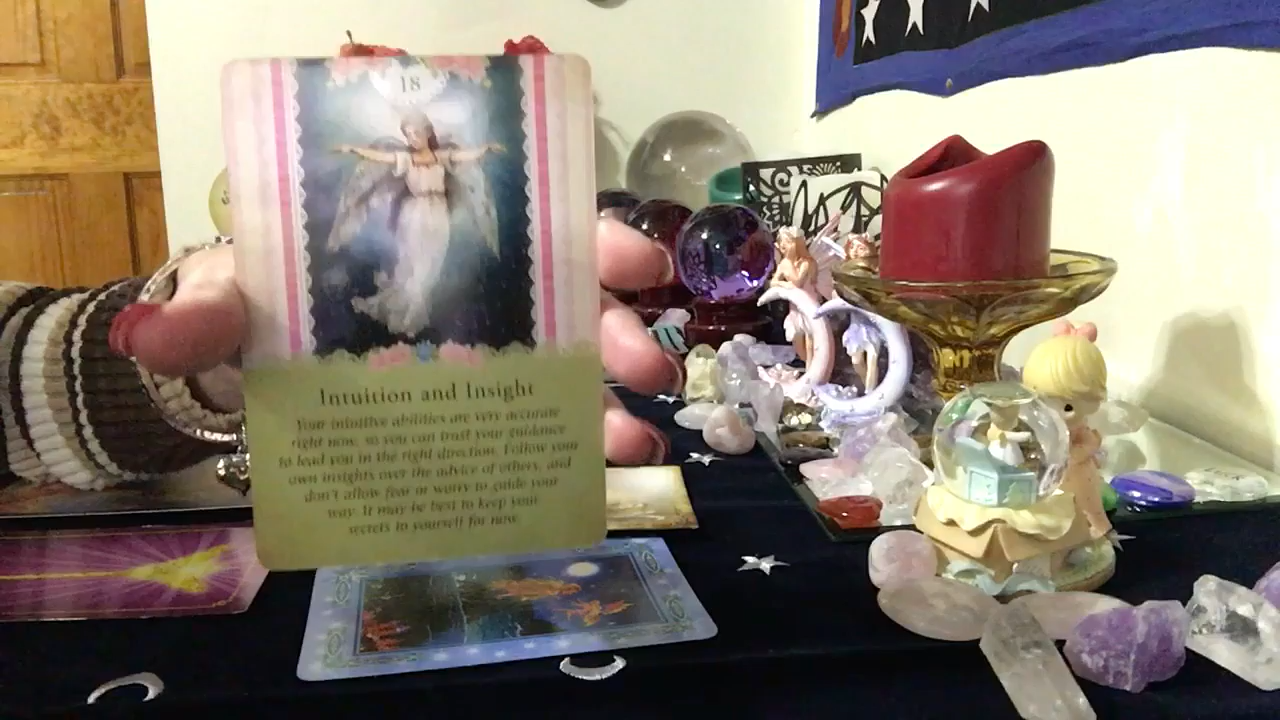 18
Intuition and Insight
Your intuitive abilities are very accurate
right now, so you can trust your guidance
to lead you in the right direction. Follow your
own insights over the advice of others, and
don't allow fear or worry to guide your
way. It may be best to keep your
secrets to yourself for now.